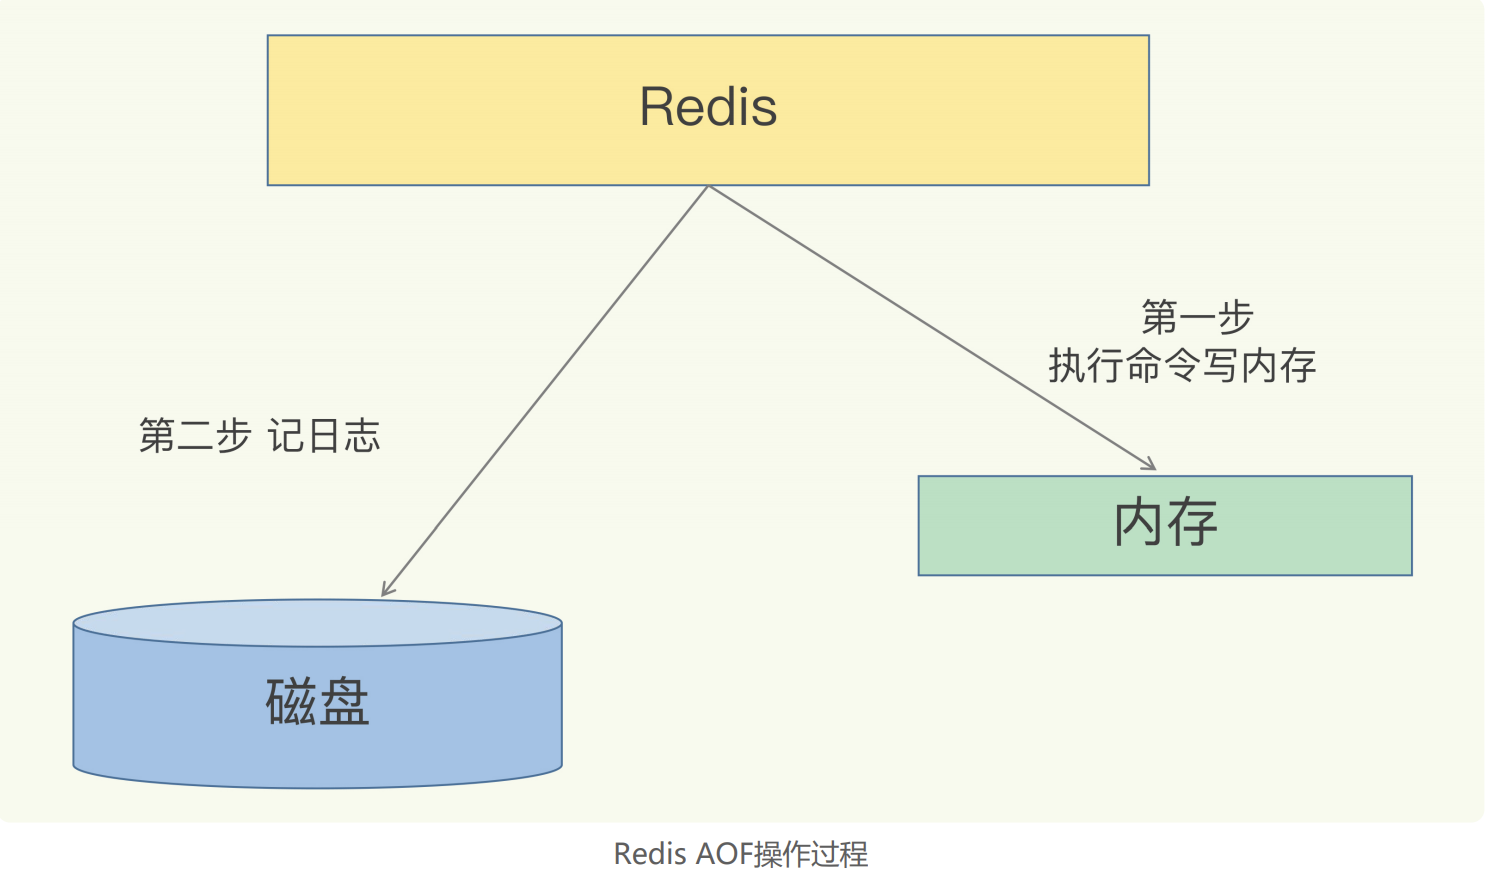 Redis
第一步
执行命令写内存
第二步 记日志
内存
磁盘
Redis AOF操作过程